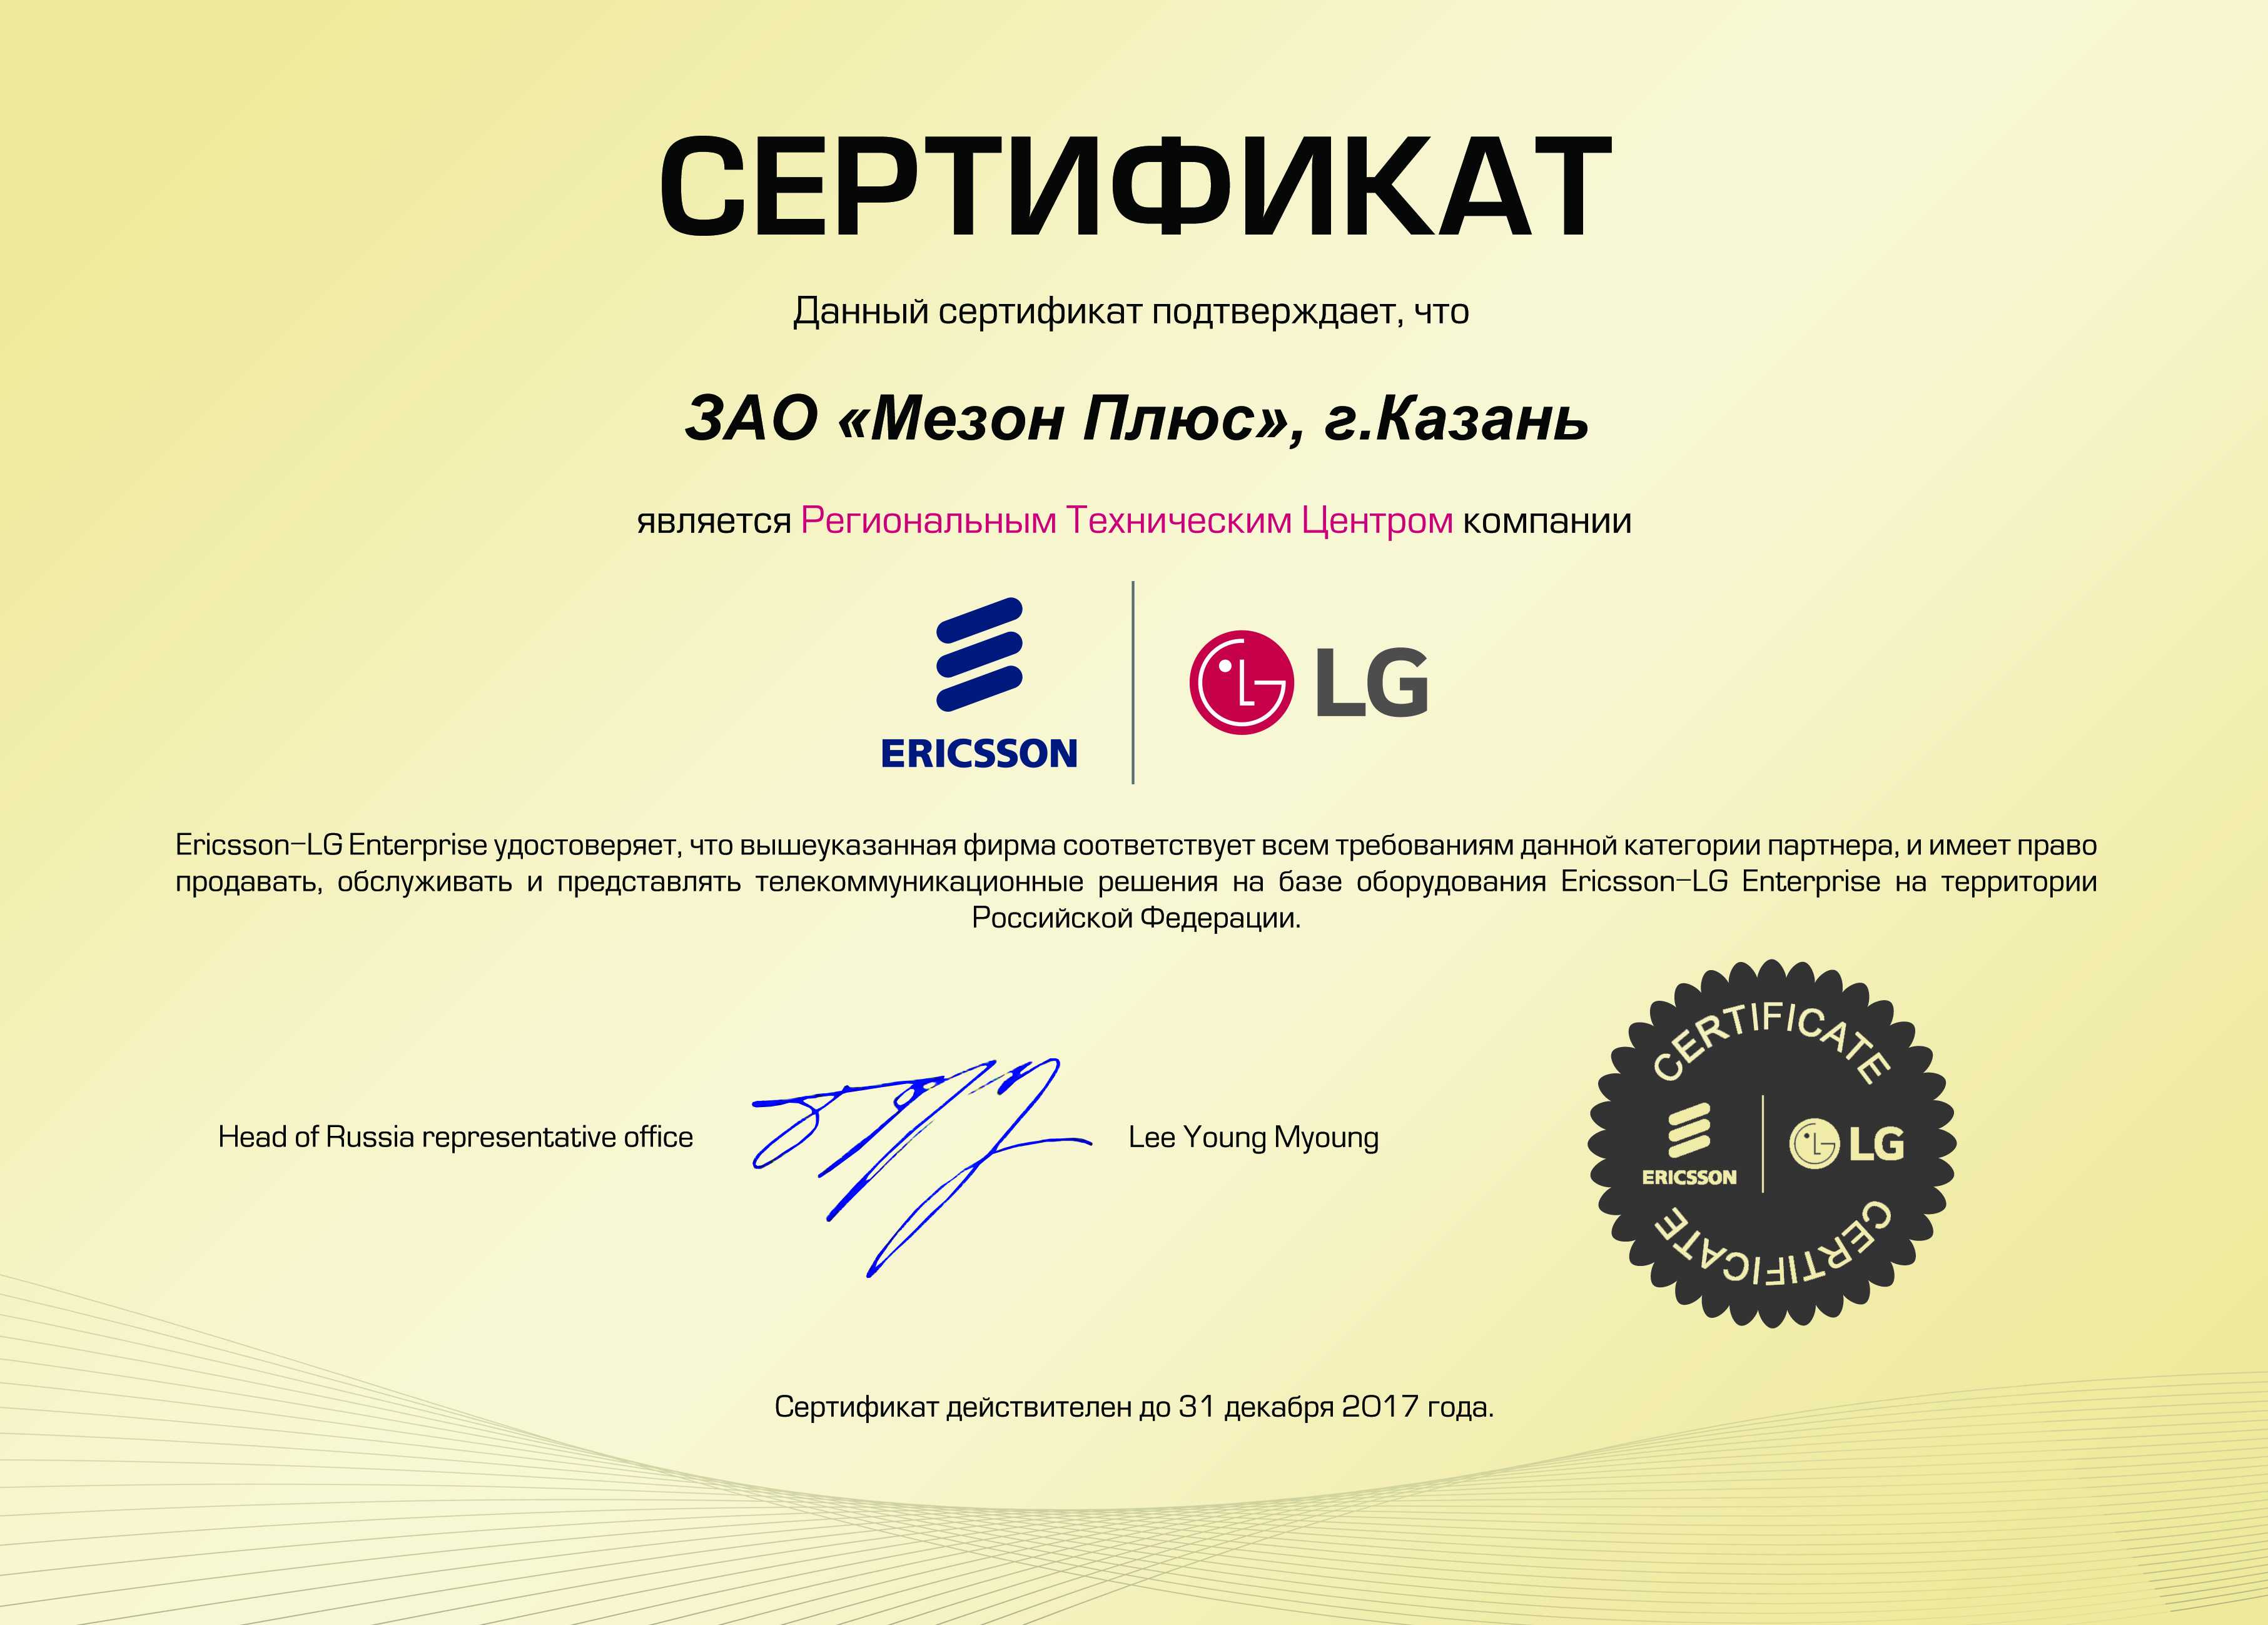 СЕРТИФИКАТ
Данный сертификат подтверждает, что
ЗАО «Мезон Плюс», г.Казань
является Региональным Техническим Центром компании
ERICSSON
LG
Ericsson-LG Enterprise удостоверяет, что вышеуказанная фирма соответствует всем требованиям данной категории партнера, и имеет право
продавать, обслуживать и представлять телекоммуникационные решения на базе оборудования Ericsson-LG Enterprise на территории
Российской Федерации.
Head of Russia representative office
Lee Young Myoung
CERTIFICATE
ERICSSON
LG
CERTIFICATE
Сертификат действителен до 31 декабря 2017 года.